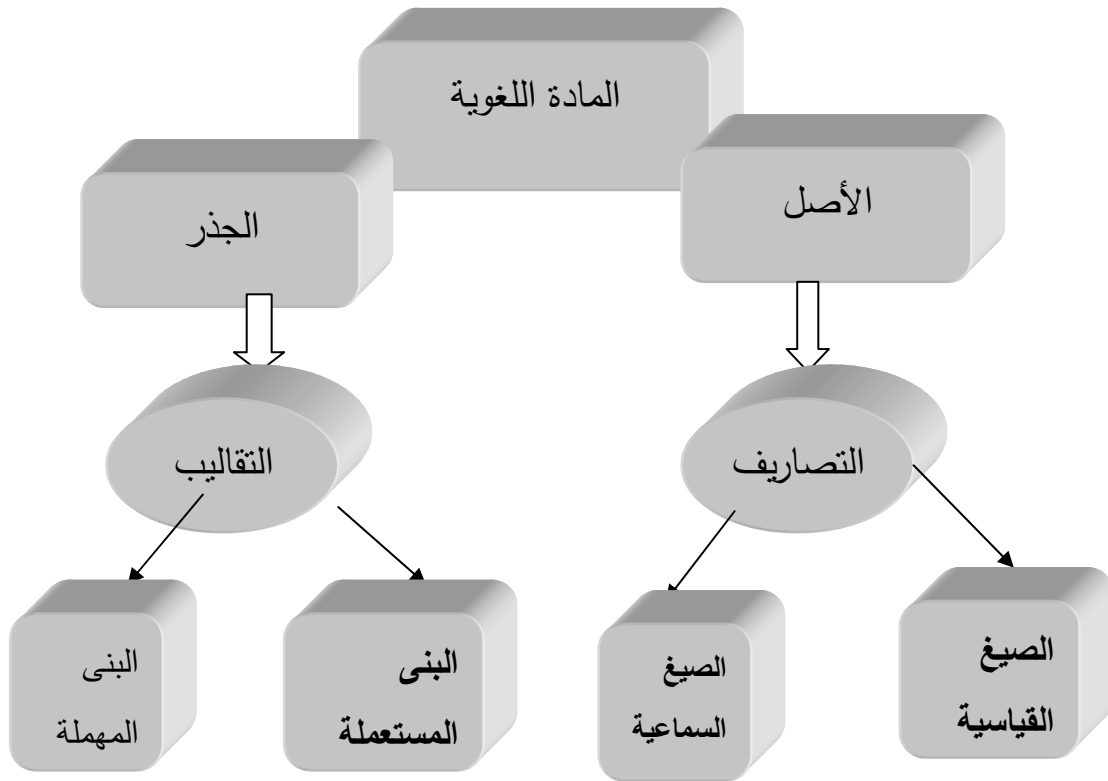 المادة اللغوية
الأصل
الجذر
التصاريف
التقاليب
الصيغ
القياسية
الصيغ
السماعية
البنى
المستعملة
البنى
المهملة